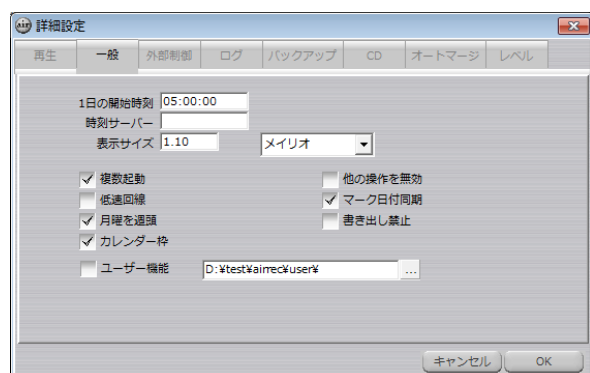 AIR 詳細設定
再生 一般 外部制御 ログ バックアップ CD オートマージ レベル
1日の開始時刻 05:00:00
時刻サーバー
表示サイズ 1.10 メイリオ
複数起動 他の操作を無効
低速回線 マーク日付同期
月曜を週頭 書き出し禁止
カレンダー枠
ユーザー機能 D:¥test¥airrec¥user¥ ...
キャンセル OK